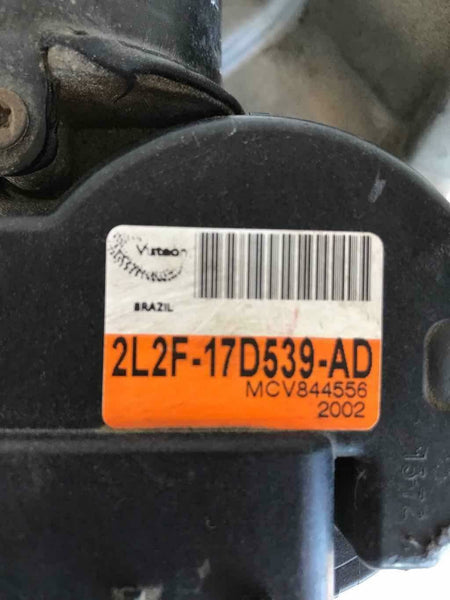 Visteon
BRAZIL
2L2F-17D539-AD
MCV844556
2002